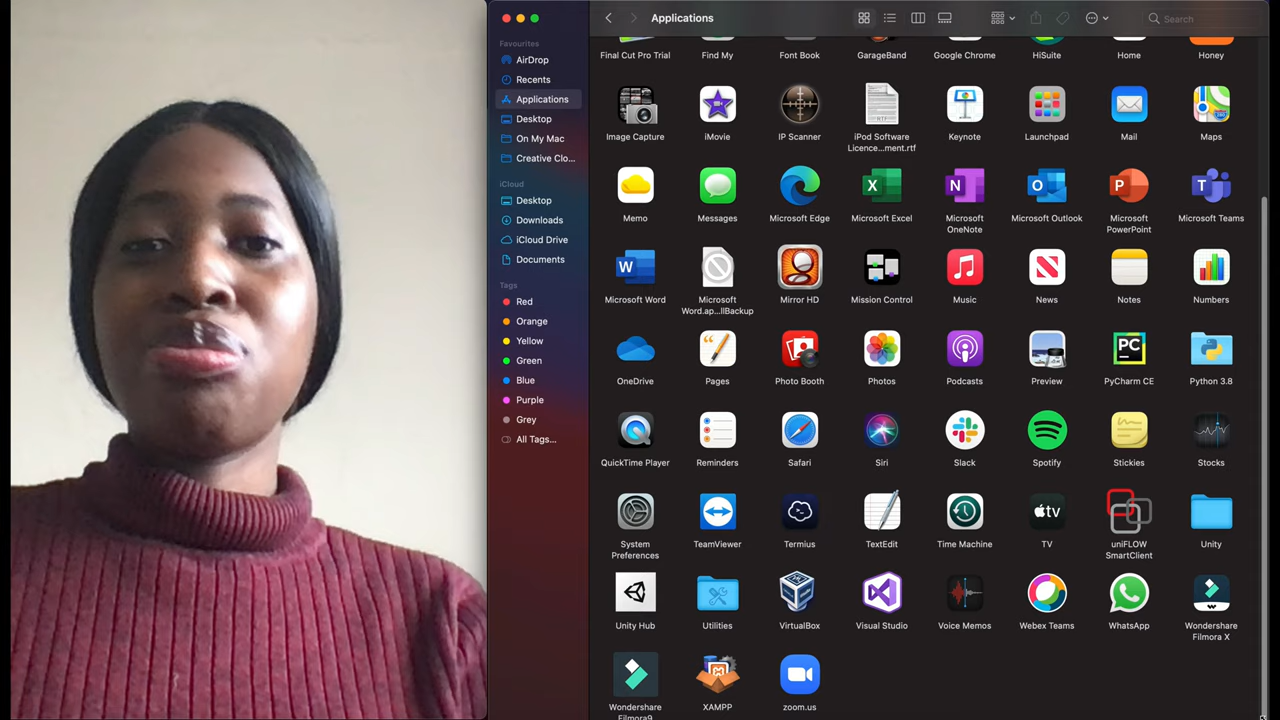 Applications
Search
Favourites
AirDrop
Recents
Applications
Desktop
On My Mac
Creative Clo...
iCloud
Desktop
Downloads
iCloud Drive
Documents
Tags
Red
Orange
Yellow
Green
Blue
Purple
Grey
All Tags...
Final Cut Pro Trial
Find My
Font Book
GarageBand
Google Chrome
HiSuite
Home
Honey
Image Capture
iMovie
IP Scanner
iPod Software
Licence...ment.rtf
Keynote
Launchpad
Mail
Maps
Memo
Messages
Microsoft Edge
Microsoft Excel
Microsoft
OneNote
Microsoft Outlook
Microsoft
PowerPoint
Microsoft Teams
Microsoft Word
Microsoft
Word.ap...llBackup
Mirror HD
Mission Control
Music
News
Notes
Numbers
OneDrive
Pages
Photo Booth
Photos
Podcasts
Preview
PyCharm CE
Python 3.8
QuickTime Player
Reminders
Safari
Siri
Slack
Spotify
Stickies
Stocks
System
Preferences
TeamViewer
Termius
TextEdit
Time Machine
tv
TV
uniFLOW
SmartClient
Unity
Unity Hub
Utilities
VirtualBox
Visual Studio
Voice Memos
Webex Teams
WhatsApp
Wondershare
Filmora X
Wondershare
Filmora9
XAMPP
zoom.us